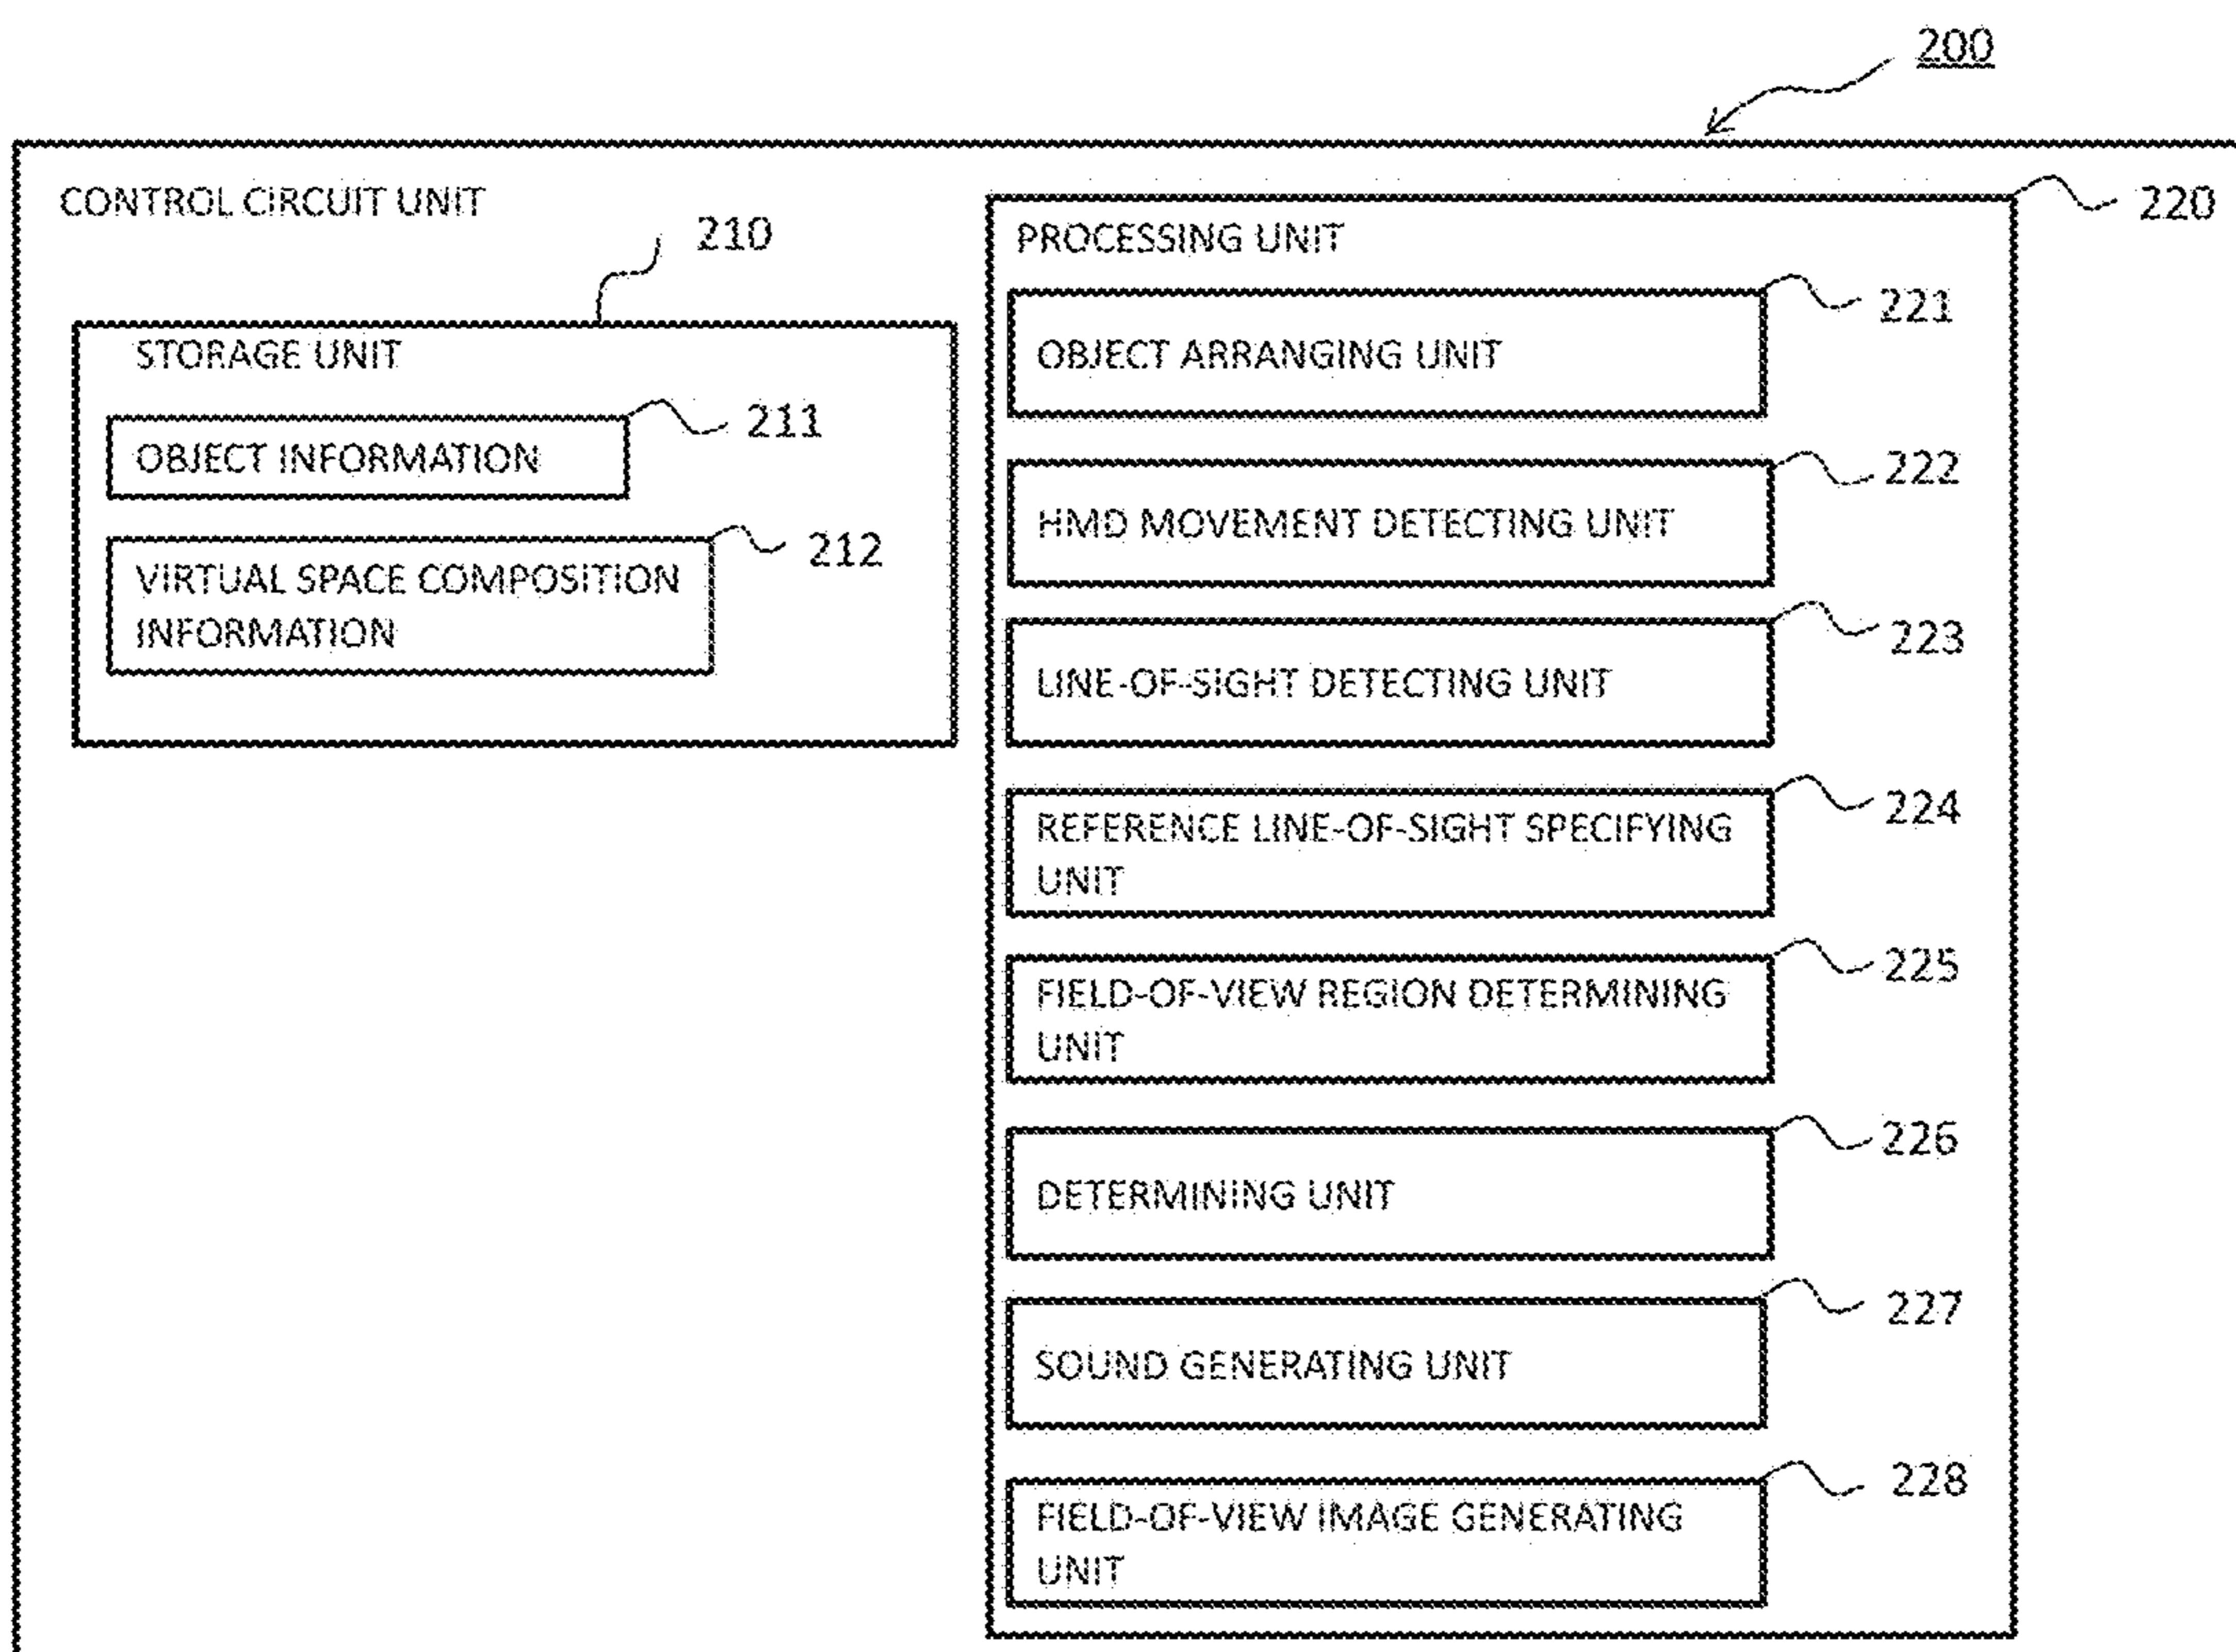 200
CONTROL CIRCUIT UNIT
210
STORAGE UNIT
211
OBJECT INFORMATION
212
VIRTUAL SPACE COMPOSITION
INFORMATION
220
PROCESSING UNIT
221
OBJECT ARRANGING UNIT
222
HMD MOVEMENT DETECTING UNIT
223
LINE-OF-SIGHT DETECTING UNIT
224
REFERENCE LINE-OF-SIGHT SPECIFYING
UNIT
225
FIELD-OF-VIEW REGION DETERMINING
UNIT
226
DETERMINING UNIT
227
SOUND GENERATING UNIT
228
FIELD-OF-VIEW IMAGE GENERATING
UNIT